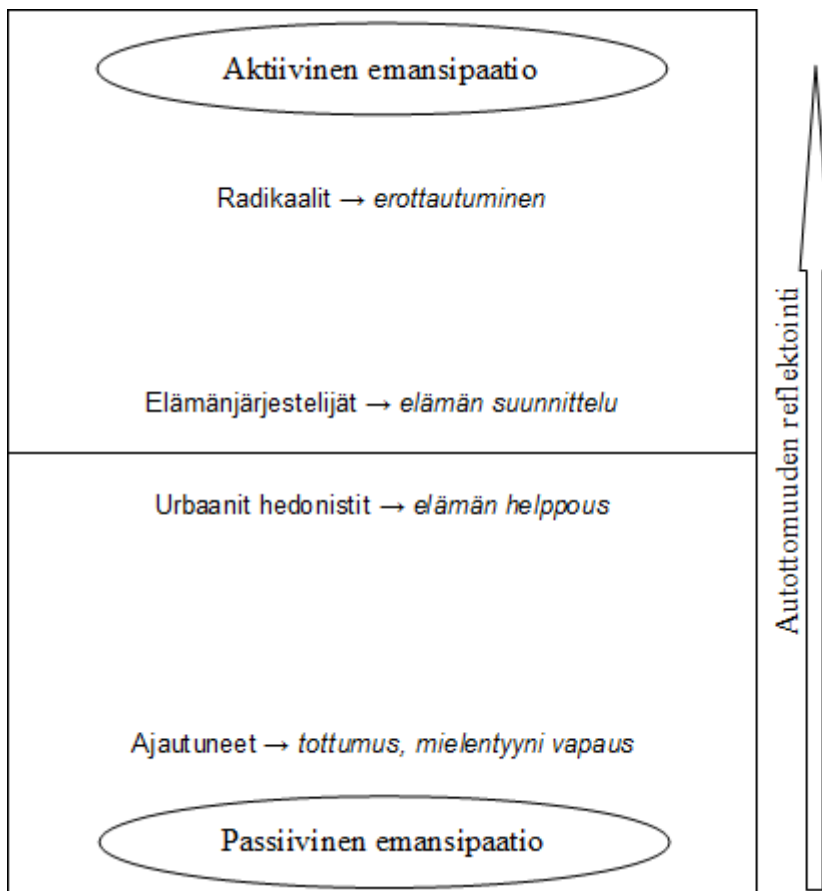 Aktiivinen emansipaatio
Radikaalit → erottautuminen
Elämänjärjestelijät → elämän suunnittelu
Urbaanit hedonistit → elämän helppous
Ajautuneet → tottumus, mielentyyni vapaus
Passiivinen emansipaatio
Autottomuuden reflektointi